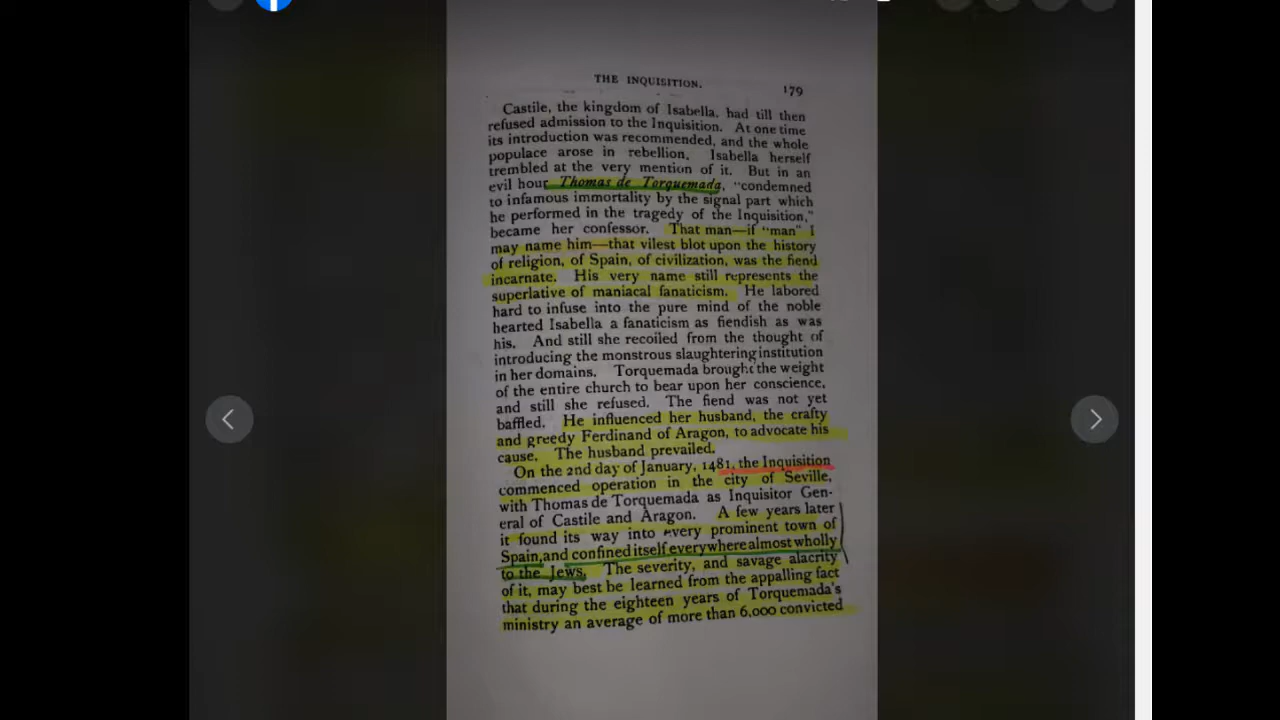 THE INQUISITION.
179
Castile, the kingdom of Isabella, had till then
refused admission to the Inquisition. At one time
its introduction was recommended, and the whole
populace arose in rebellion. Isabella herself
trembled at the very mention of it. But in an
evil hour Thomas de Torquemada, "condemned
to infamous immortality by the signal part which
he performed in the tragedy of the Inquisition,"
became her confessor. That man—if "man" I
may name him—that vilest blot upon the history
of religion, of Spain, of civilization, was the fiend
incarnate. His very name still represents the
superlative of maniacal fanaticism. He labored
hard to infuse into the pure mind of the noble
hearted Isabella a fanaticism as fiendish as was
his. And still she recoiled from the thought of
introducing the monstrous slaughtering institution
in her domains. Torquemada brought the weight
of the entire church to bear upon her conscience,
and still she refused. The fiend was not yet
baffled. He influenced her husband, the crafty
and greedy Ferdinand of Aragon, to advocate his
cause. The husband prevailed.
On the 2nd day of January, 1481, the Inquisition
commenced operation in the city of Seville,
with Thomas de Torquemada as Inquisitor Gen-
eral of Castile and Aragon. A few years later
it found its way into every prominent town of
Spain, and confined itself everywhere almost wholly
to the Jews. The severity, and savage alacrity
of it, may best be learned from the appalling fact
that during the eighteen years of Torquemada's
ministry an average of more than 6,000 convicted